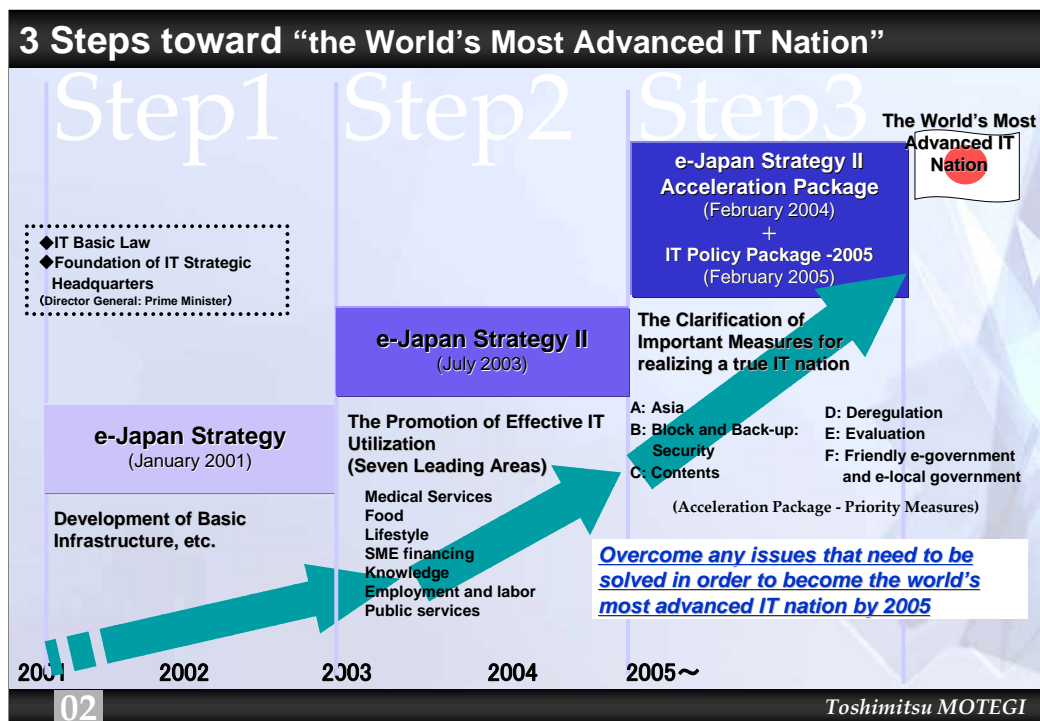 3 Steps toward “the World’s Most Advanced IT Nation”
Step1
Step2
Step3
The World’s Most
Advanced IT
Nation
e-Japan Strategy II
Acceleration Package
(February 2004)
+
IT Policy Package -2005
(February 2005)
◆IT Basic Law
◆Foundation of IT Strategic
Headquarters
(Director General: Prime Minister)
e-Japan Strategy II
(July 2003)
The Clarification of
Important Measures for
realizing a true IT nation
e-Japan Strategy
(January 2001)
The Promotion of Effective IT
Utilization
(Seven Leading Areas)
Medical Services
Food
Lifestyle
SME financing
Knowledge
Employment and labor
Public services
A: Asia
B: Block and Back-up:
Security
C: Contents
D: Deregulation
E: Evaluation
F: Friendly e-government
and e-local government
(Acceleration Package - Priority Measures)
Development of Basic
Infrastructure, etc.
Overcome any issues that need to be
solved in order to become the world’s
most advanced IT nation by 2005
2001 2002 2003 2004 2005～
02
Toshimitsu MOTEGI